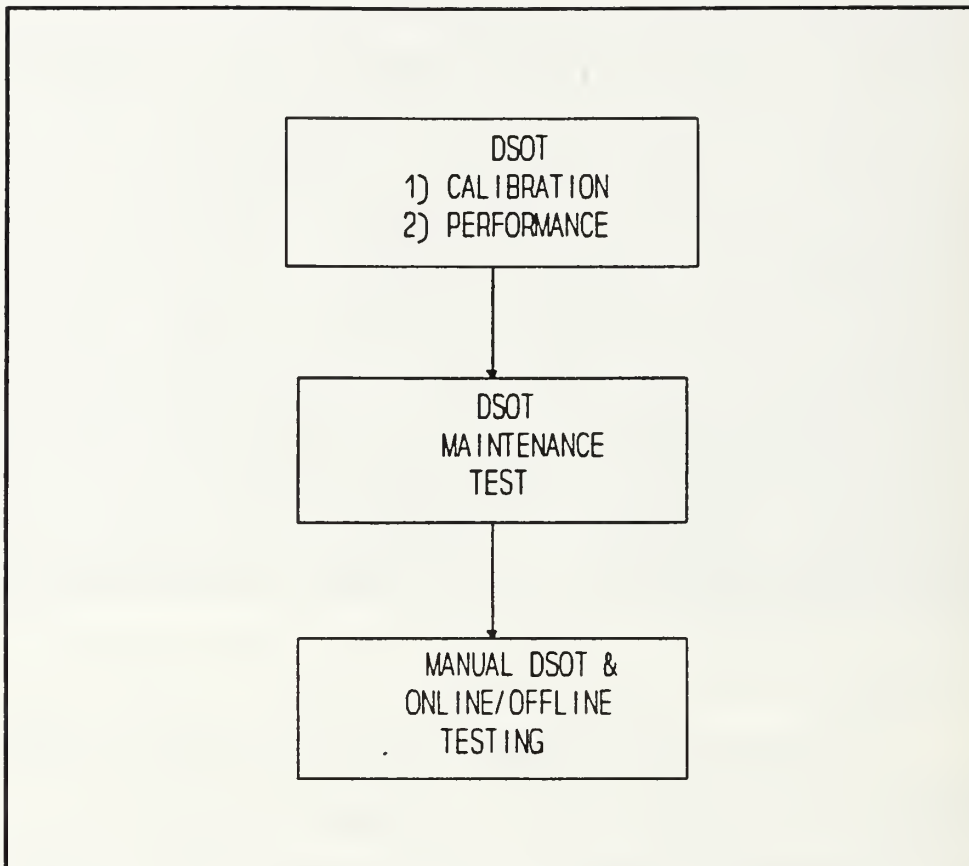 DSOT
1) CALIBRATION
2) PERFORMANCE
DSOT
MAINTENANCE
TEST
MANUAL DSOT &
ONLINE/OFFLINE
TESTING